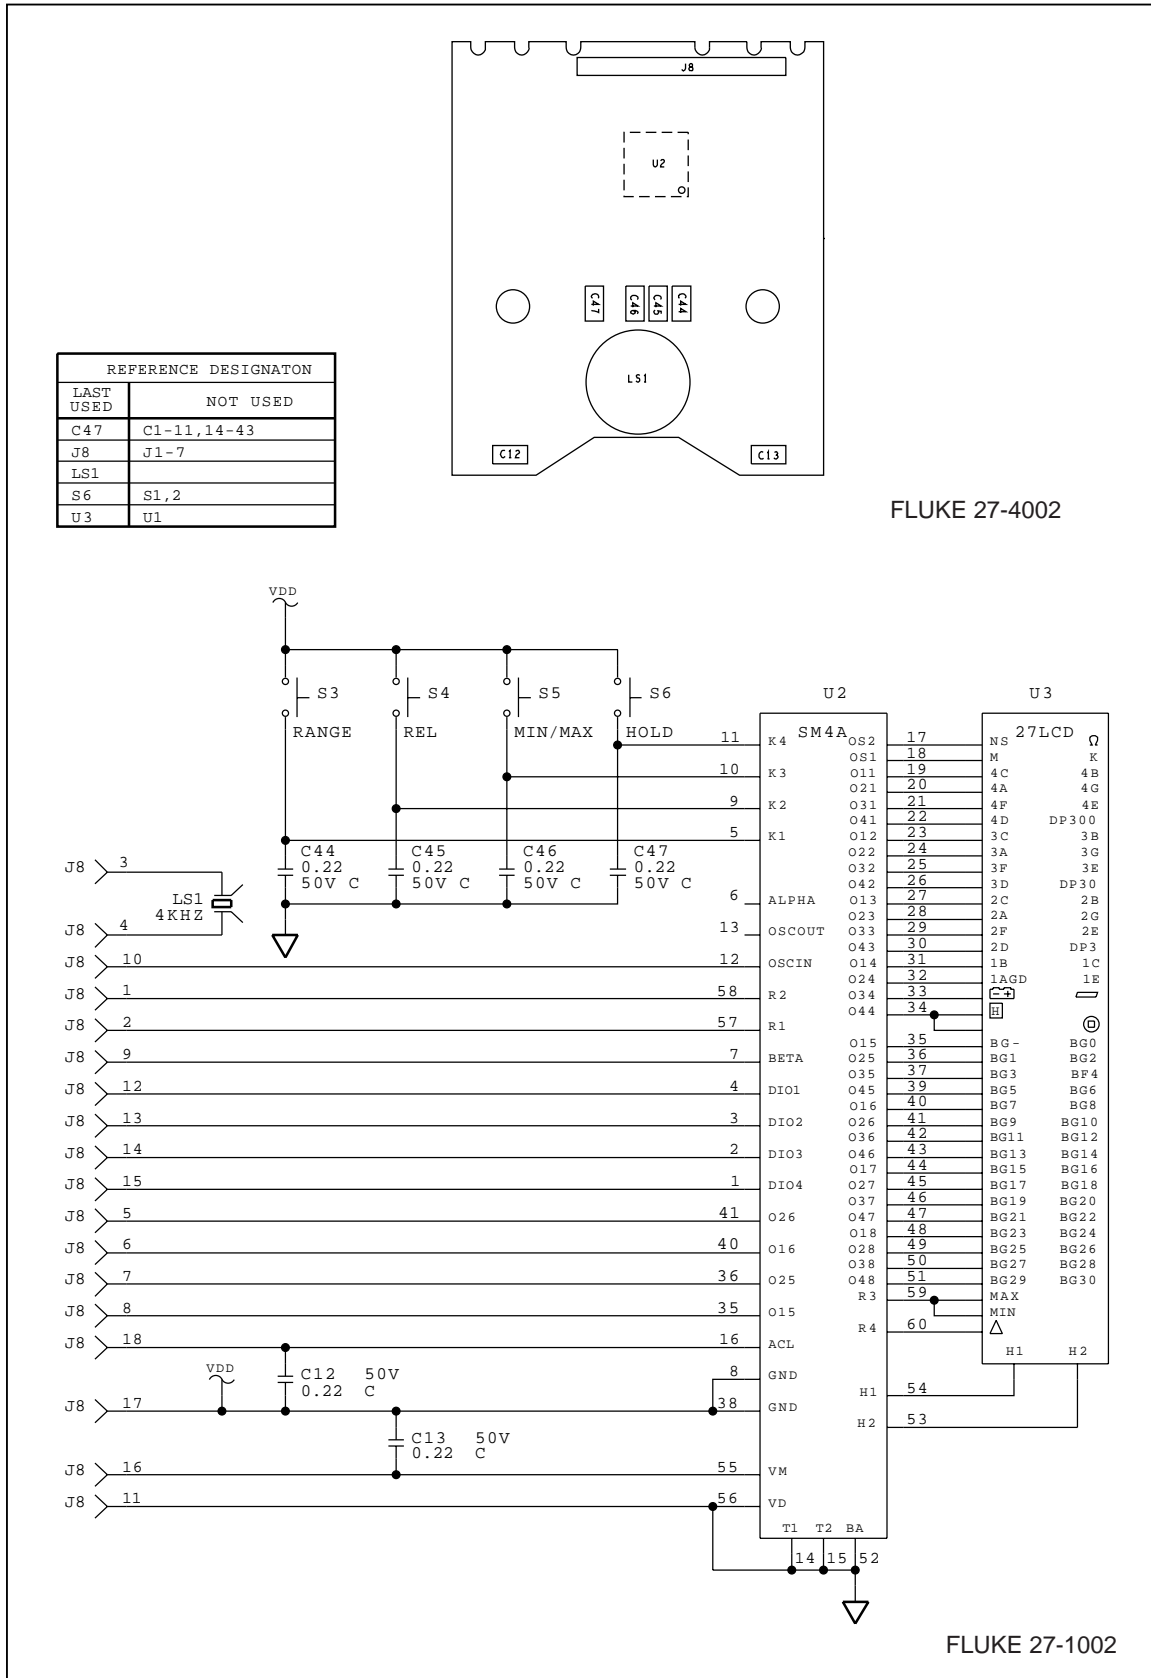 J8
U2
C47
C46
C45
C44
LS1
C12
C13
FLUKE 27-4002
REFERENCE DESIGNATON
LAST USED NOT USED
C47 C1-11,14-43
J8 J1-7
LS1
S6 S1,2
U3 U1
VDD
S3 S4 S5 S6
RANGE REL MIN/MAX HOLD
U2 U3
SM4A 27LCD
11 K4 OS2 17 NS Ω
OS1 18 M K
10 K3 O11 19 4C 4B
O21 20 4A 4G
9 K2 O31 21 4F 4E
O41 22 4D DP300
5 K1 O12 23 3C 3B
C44 0.22 50V C
C45 0.22 50V C
C46 0.22 50V C
C47 0.22 50V C
O22 24 3A 3G
J8 3 O32 25 3F 3E
LS1 4KHZ
O42 26 3D DP30
6 ALPHA O13 27 2C 2B
O23 28 2A 2G
J8 4 13 OSCOUT O33 29 2F 2E
O43 30 2D DP3
J8 10 12 OSCIN O14 31 1B 1C
O24 32 1AGD 1E
J8 1 58 R2 O34 33 - +
O44 34 H
J8 2 57 R1
O15 35 BG- BG0
J8 9 7 BETA O25 36 BG1 BG2
O35 37 BG3 BF4
J8 12 4 DIO1 O45 39 BG5 BG6
O16 40 BG7 BG8
J8 13 3 DIO2 O26 41 BG9 BG10
O36 42 BG11 BG12
J8 14 2 DIO3 O46 43 BG13 BG14
O17 44 BG15 BG16
J8 15 1 DIO4 O27 45 BG17 BG18
O37 46 BG19 BG20
J8 5 41 O26 O47 47 BG21 BG22
O18 48 BG23 BG24
J8 6 40 O16 O28 49 BG25 BG26
O38 50 BG27 BG28
J8 7 36 O25 O48 51 BG29 BG30
R3 59 MAX
J8 8 35 O15 MIN
R4 60 △
J8 18 16 ACL H1 H2
VDD C12 50V
0.22 C
8 GND
H1 54
J8 17 38 GND
H2 53
C13 50V
0.22 C
J8 16 55 VM
J8 11 56 VD
T1 T2 BA
14 15 52
FLUKE 27-1002